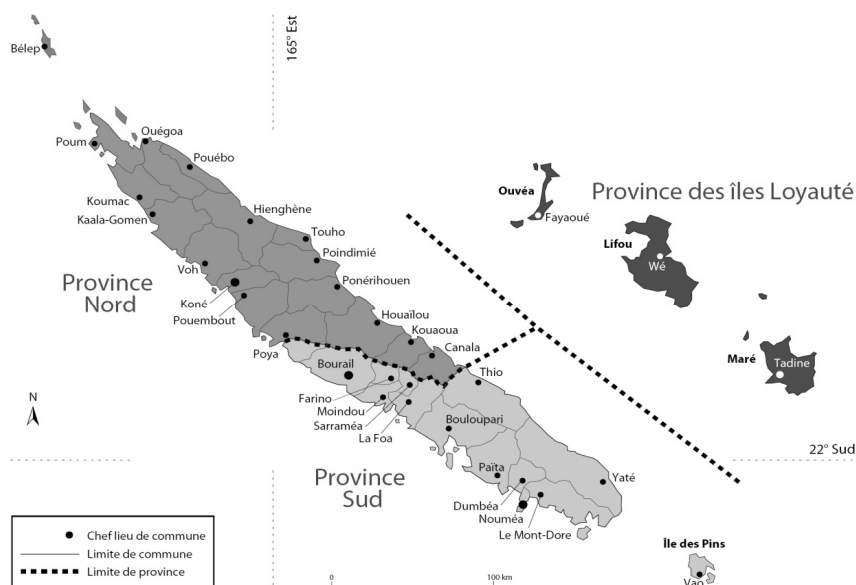 Bélep
165° Est
Ouégoa
Poum
Pouébo
Ouvéa
Province des îles Loyauté
Koumac
Kaala-Gomen
Hienghène
Fayaoué
Touho
Lifou
Poindimié
Wé
Voh
Province
Nord
Ponérihouen
Koné
Pouembout
Houaïlou
Kouaoua
Canala
Poya
Maré
Tadine
Thio
Bourail
Farino
Moindou
Sarraméa
La Foa
N
Bouloupari
22° Sud
Province
Sud
Païta
Yaté
Dumbéa
Nouméa
Le Mont-Dore
Île des Pins
Vao
Chef lieu de commune
Limite de commune
Limite de province
0
100 km